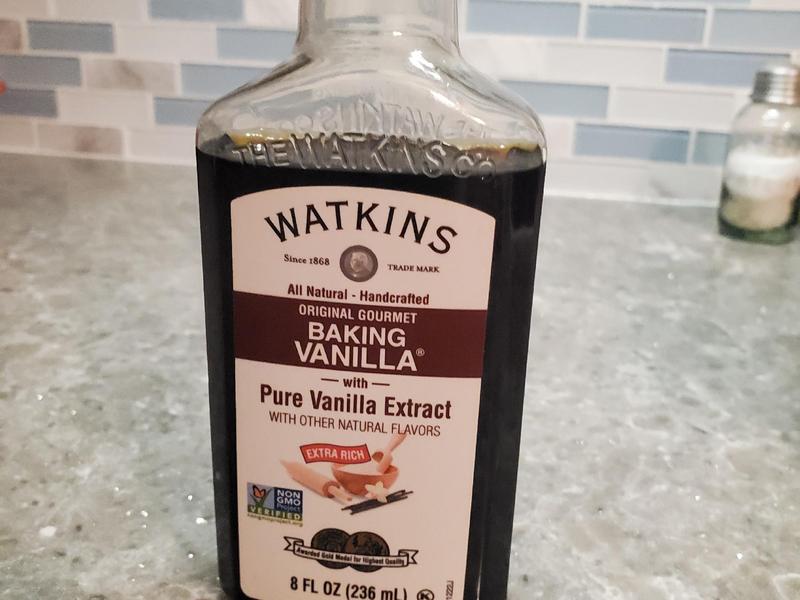 THE WATKINS Co
WATKINS
Since 1868 TRADE MARK
All Natural - Handcrafted
ORIGINAL GOURMET
BAKING
VANILLA®
with
Pure Vanilla Extract
WITH OTHER NATURAL FLAVORS
EXTRA RICH
NON
GMO
Project
VERIFIED
nongmoproject.org
Awarded Gold Medal for Highest Quality
8 FL OZ (236 mL) K